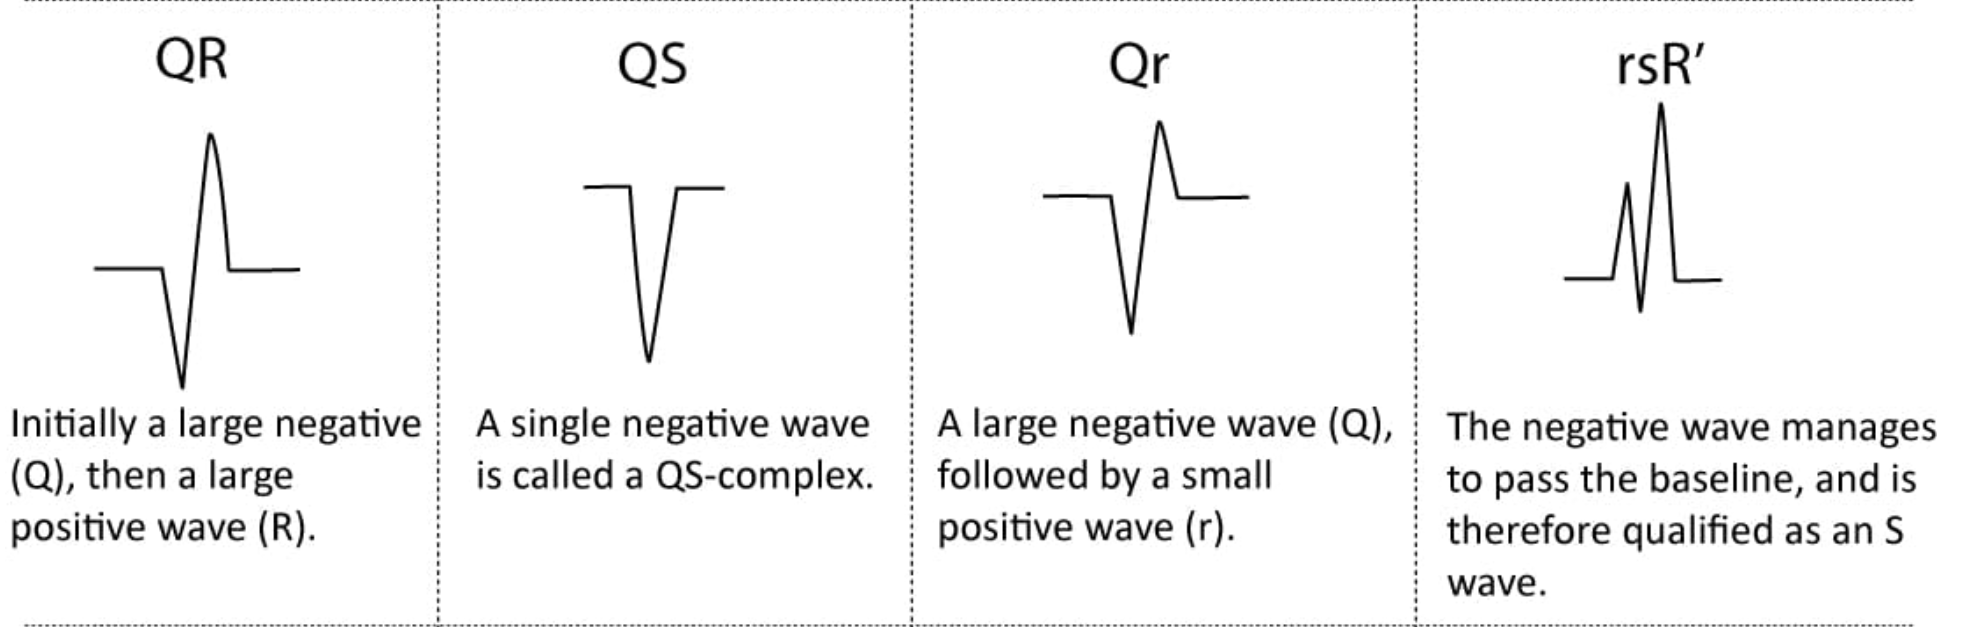 QR
Initially a large negative
(Q), then a large
positive wave (R).
QS
A single negative wave
is called a QS-complex.
Qr
A large negative wave (Q),
followed by a small
positive wave (r).
rsR’
The negative wave manages
to pass the baseline, and is
therefore qualified as an S
wave.